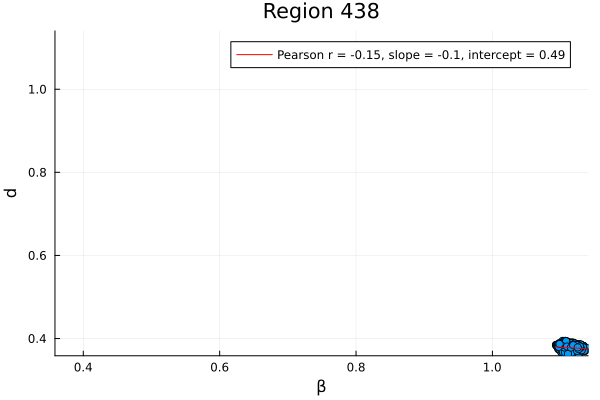 Region 438
Pearson r = -0.15, slope = -0.1, intercept = 0.49
1.0
0.8
0.6
0.4
d
0.4 0.6 0.8 1.0
β